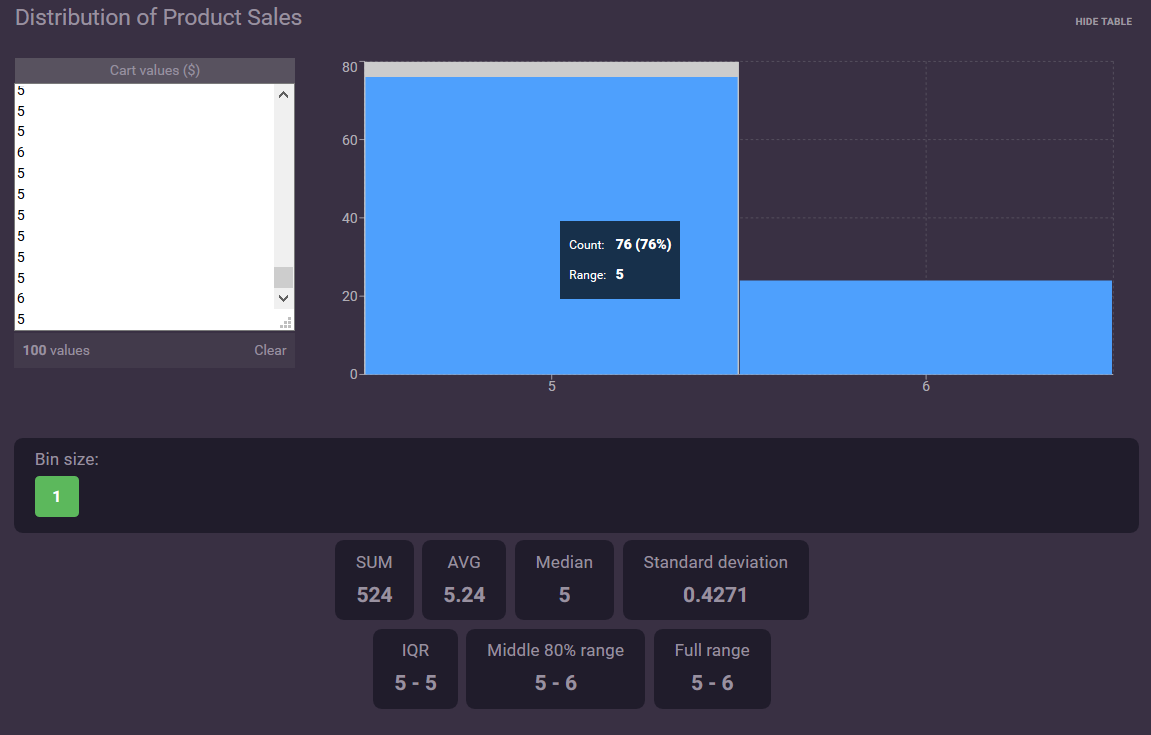 Distribution of Product Sales
HIDE TABLE
Cart values ($)
5
5
5
6
5
5
5
5
5
5
6
5
100 values Clear
80
60
40
20
0
5 6
Count: 76 (76%)
Range: 5
Bin size:
1
SUM AVG Median Standard deviation
524 5.24 5 0.4271
IQR Middle 80% range Full range
5 - 5 5 - 6 5 - 6